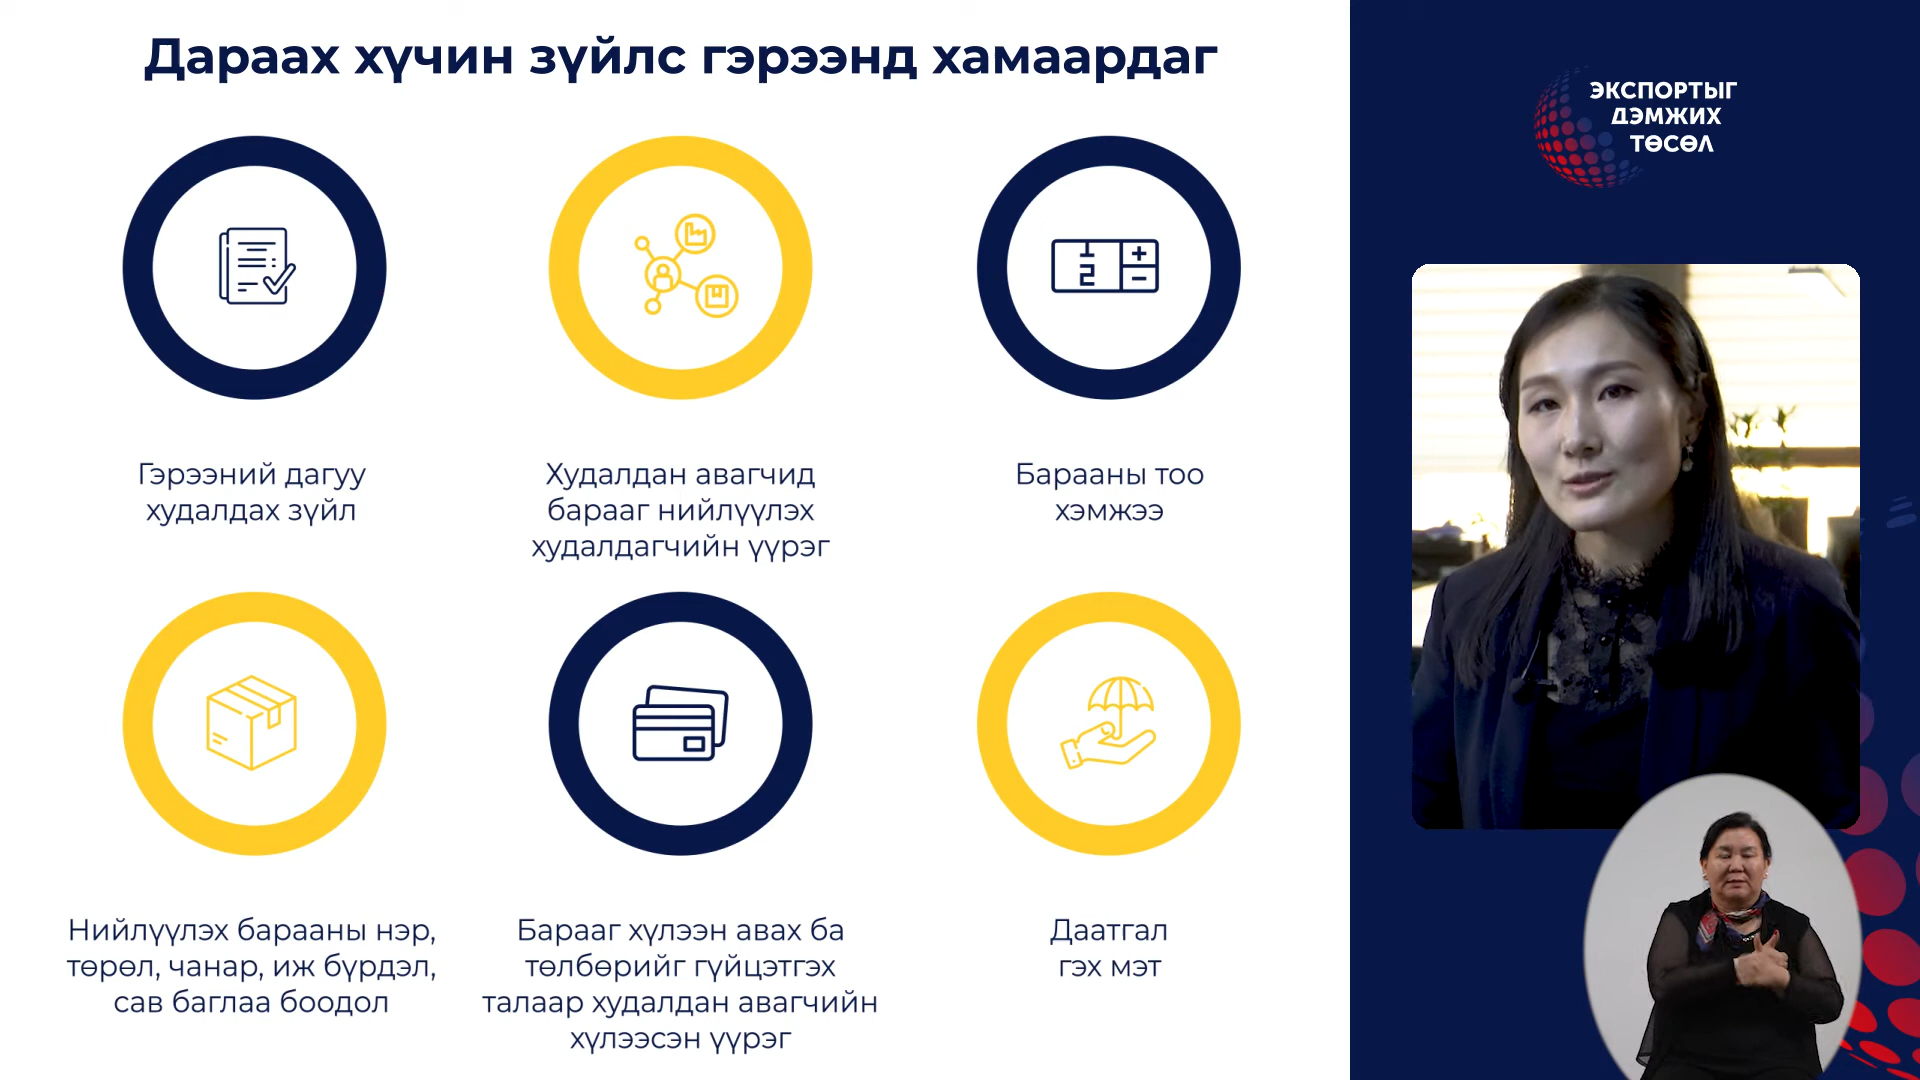 Дараах хүчин зүйлс гэрээнд хамаардаг
ЭКСПОРТЫГ
ДЭМЖИХ
ТӨСӨЛ
1
2
Гэрээний дагуу
худалдах зүйл
Худалдан авагчид
барааг нийлүүлэх
худалдагчийн үүрэг
Барааны тоо
хэмжээ
Нийлүүлэх барааны нэр,
төрөл, чанар, иж бүрдэл,
сав баглаа боодол
Барааг хүлээн авах ба
төлбөрийг гүйцэтгэх
талаар худалдан авагчийн
хүлээсэн үүрэг
Даатгал
гэх мэт